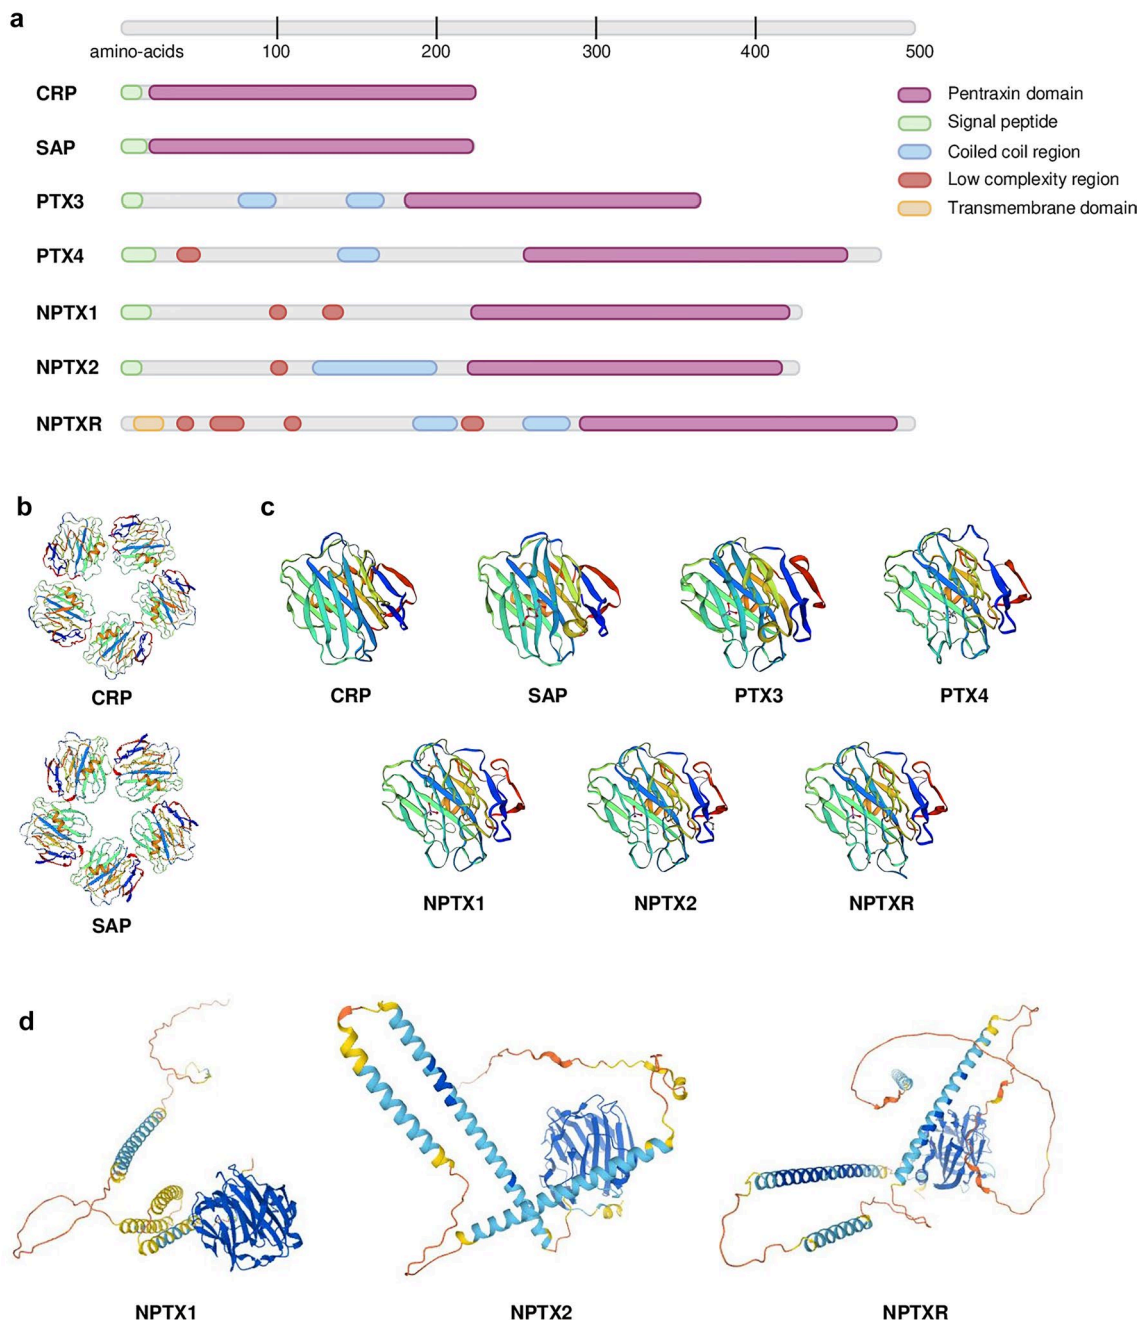 a
amino-acids 100 200 300 400 500
CRP
SAP
PTX3
PTX4
NPTX1
NPTX2
NPTXR
Pentraxin domain
Signal peptide
Coiled coil region
Low complexity region
Transmembrane domain
b
CRP
SAP
c
CRP SAP PTX3 PTX4
NPTX1 NPTX2 NPTXR
d
NPTX1 NPTX2 NPTXR